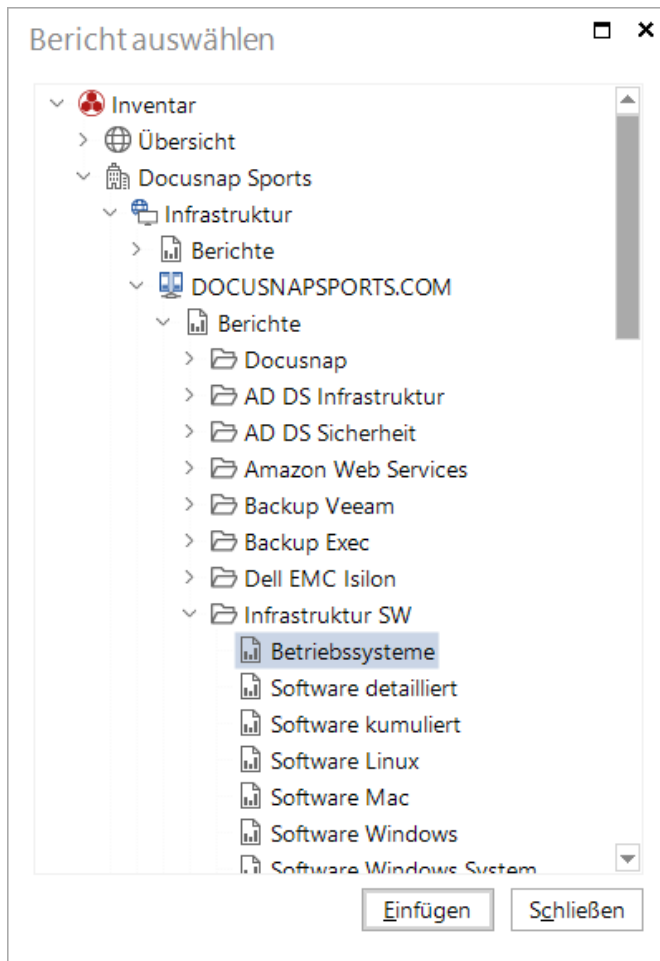 Bericht auswählen
Inventar
Übersicht
Docusnap Sports
Infrastruktur
Berichte
DOCUSNAPSPORTS.COM
Berichte
Docusnap
AD DS Infrastruktur
AD DS Sicherheit
Amazon Web Services
Backup Veeam
Backup Exec
Dell EMC Isilon
Infrastruktur SW
Betriebssysteme
Software detailliert
Software kumuliert
Software Linux
Software Mac
Software Windows
Software Windows System
Einfügen Schließen